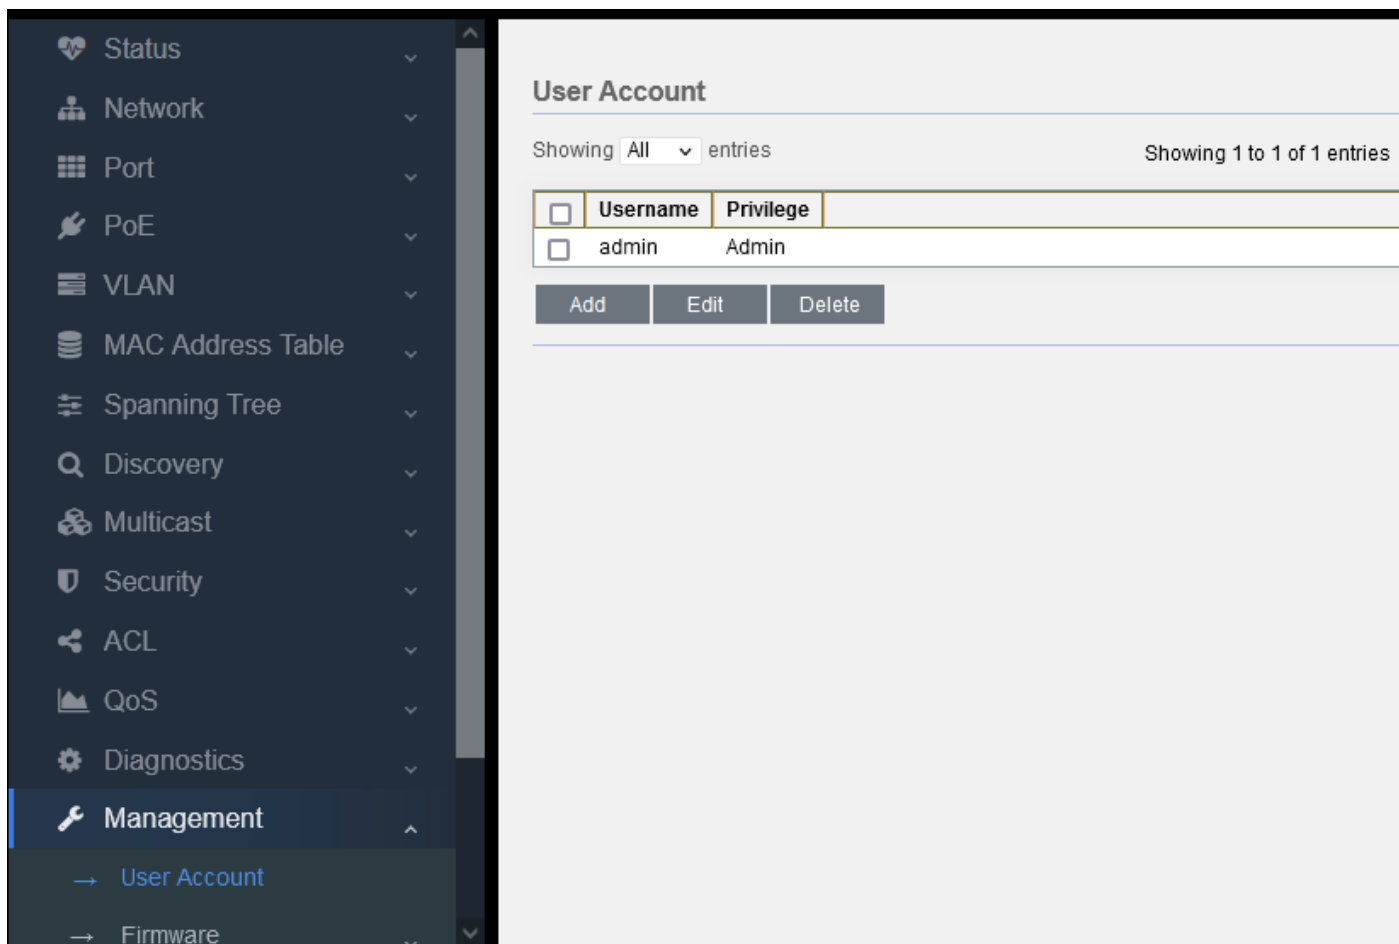 Status
Network
Port
PoE
VLAN
MAC Address Table
Spanning Tree
Discovery
Multicast
Security
ACL
QoS
Diagnostics
Management
→ User Account
→ Firmware
User Account
Showing All entries
Showing 1 to 1 of 1 entries
Username Privilege
admin Admin
Add Edit Delete